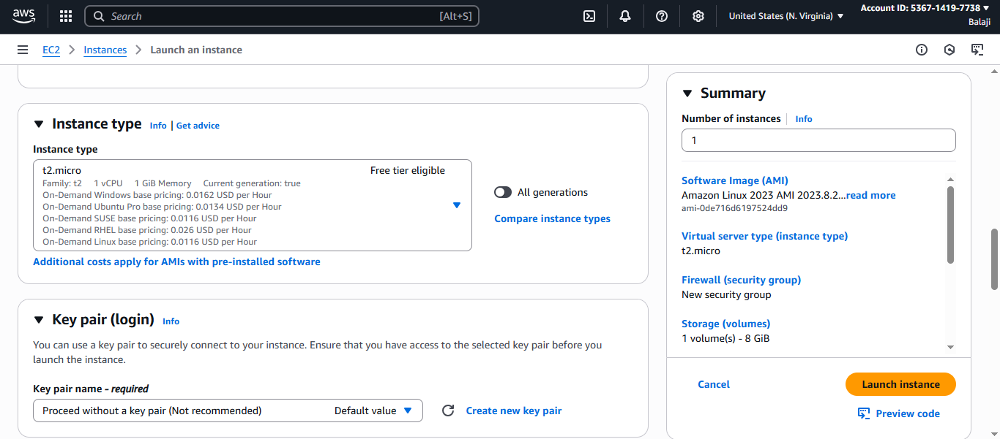 aws
Search [Alt+S]
United States (N. Virginia)
Account ID: 5367-1419-7738
Balaji
EC2 Instances Launch an instance
Instance type Info | Get advice
Instance type
t2.micro Free tier eligible
Family: t2 1 vCPU 1 GiB Memory Current generation: true
On-Demand Windows base pricing: 0.0162 USD per Hour
On-Demand Ubuntu Pro base pricing: 0.0134 USD per Hour
On-Demand SUSE base pricing: 0.0116 USD per Hour
On-Demand RHEL base pricing: 0.026 USD per Hour
On-Demand Linux base pricing: 0.0116 USD per Hour
All generations
Compare instance types
Additional costs apply for AMIs with pre-installed software
Key pair (login) Info
You can use a key pair to securely connect to your instance. Ensure that you have access to the selected key pair before you
launch the instance.
Key pair name - required
Proceed without a key pair (Not recommended) Default value
Create new key pair
Summary
Number of instances Info
1
Software Image (AMI)
Amazon Linux 2023 AMI 2023.8.2...read more
ami-0de716d6197524dd9
Virtual server type (instance type)
t2.micro
Firewall (security group)
New security group
Storage (volumes)
1 volume(s) - 8 GiB
Cancel
Launch instance
Preview code